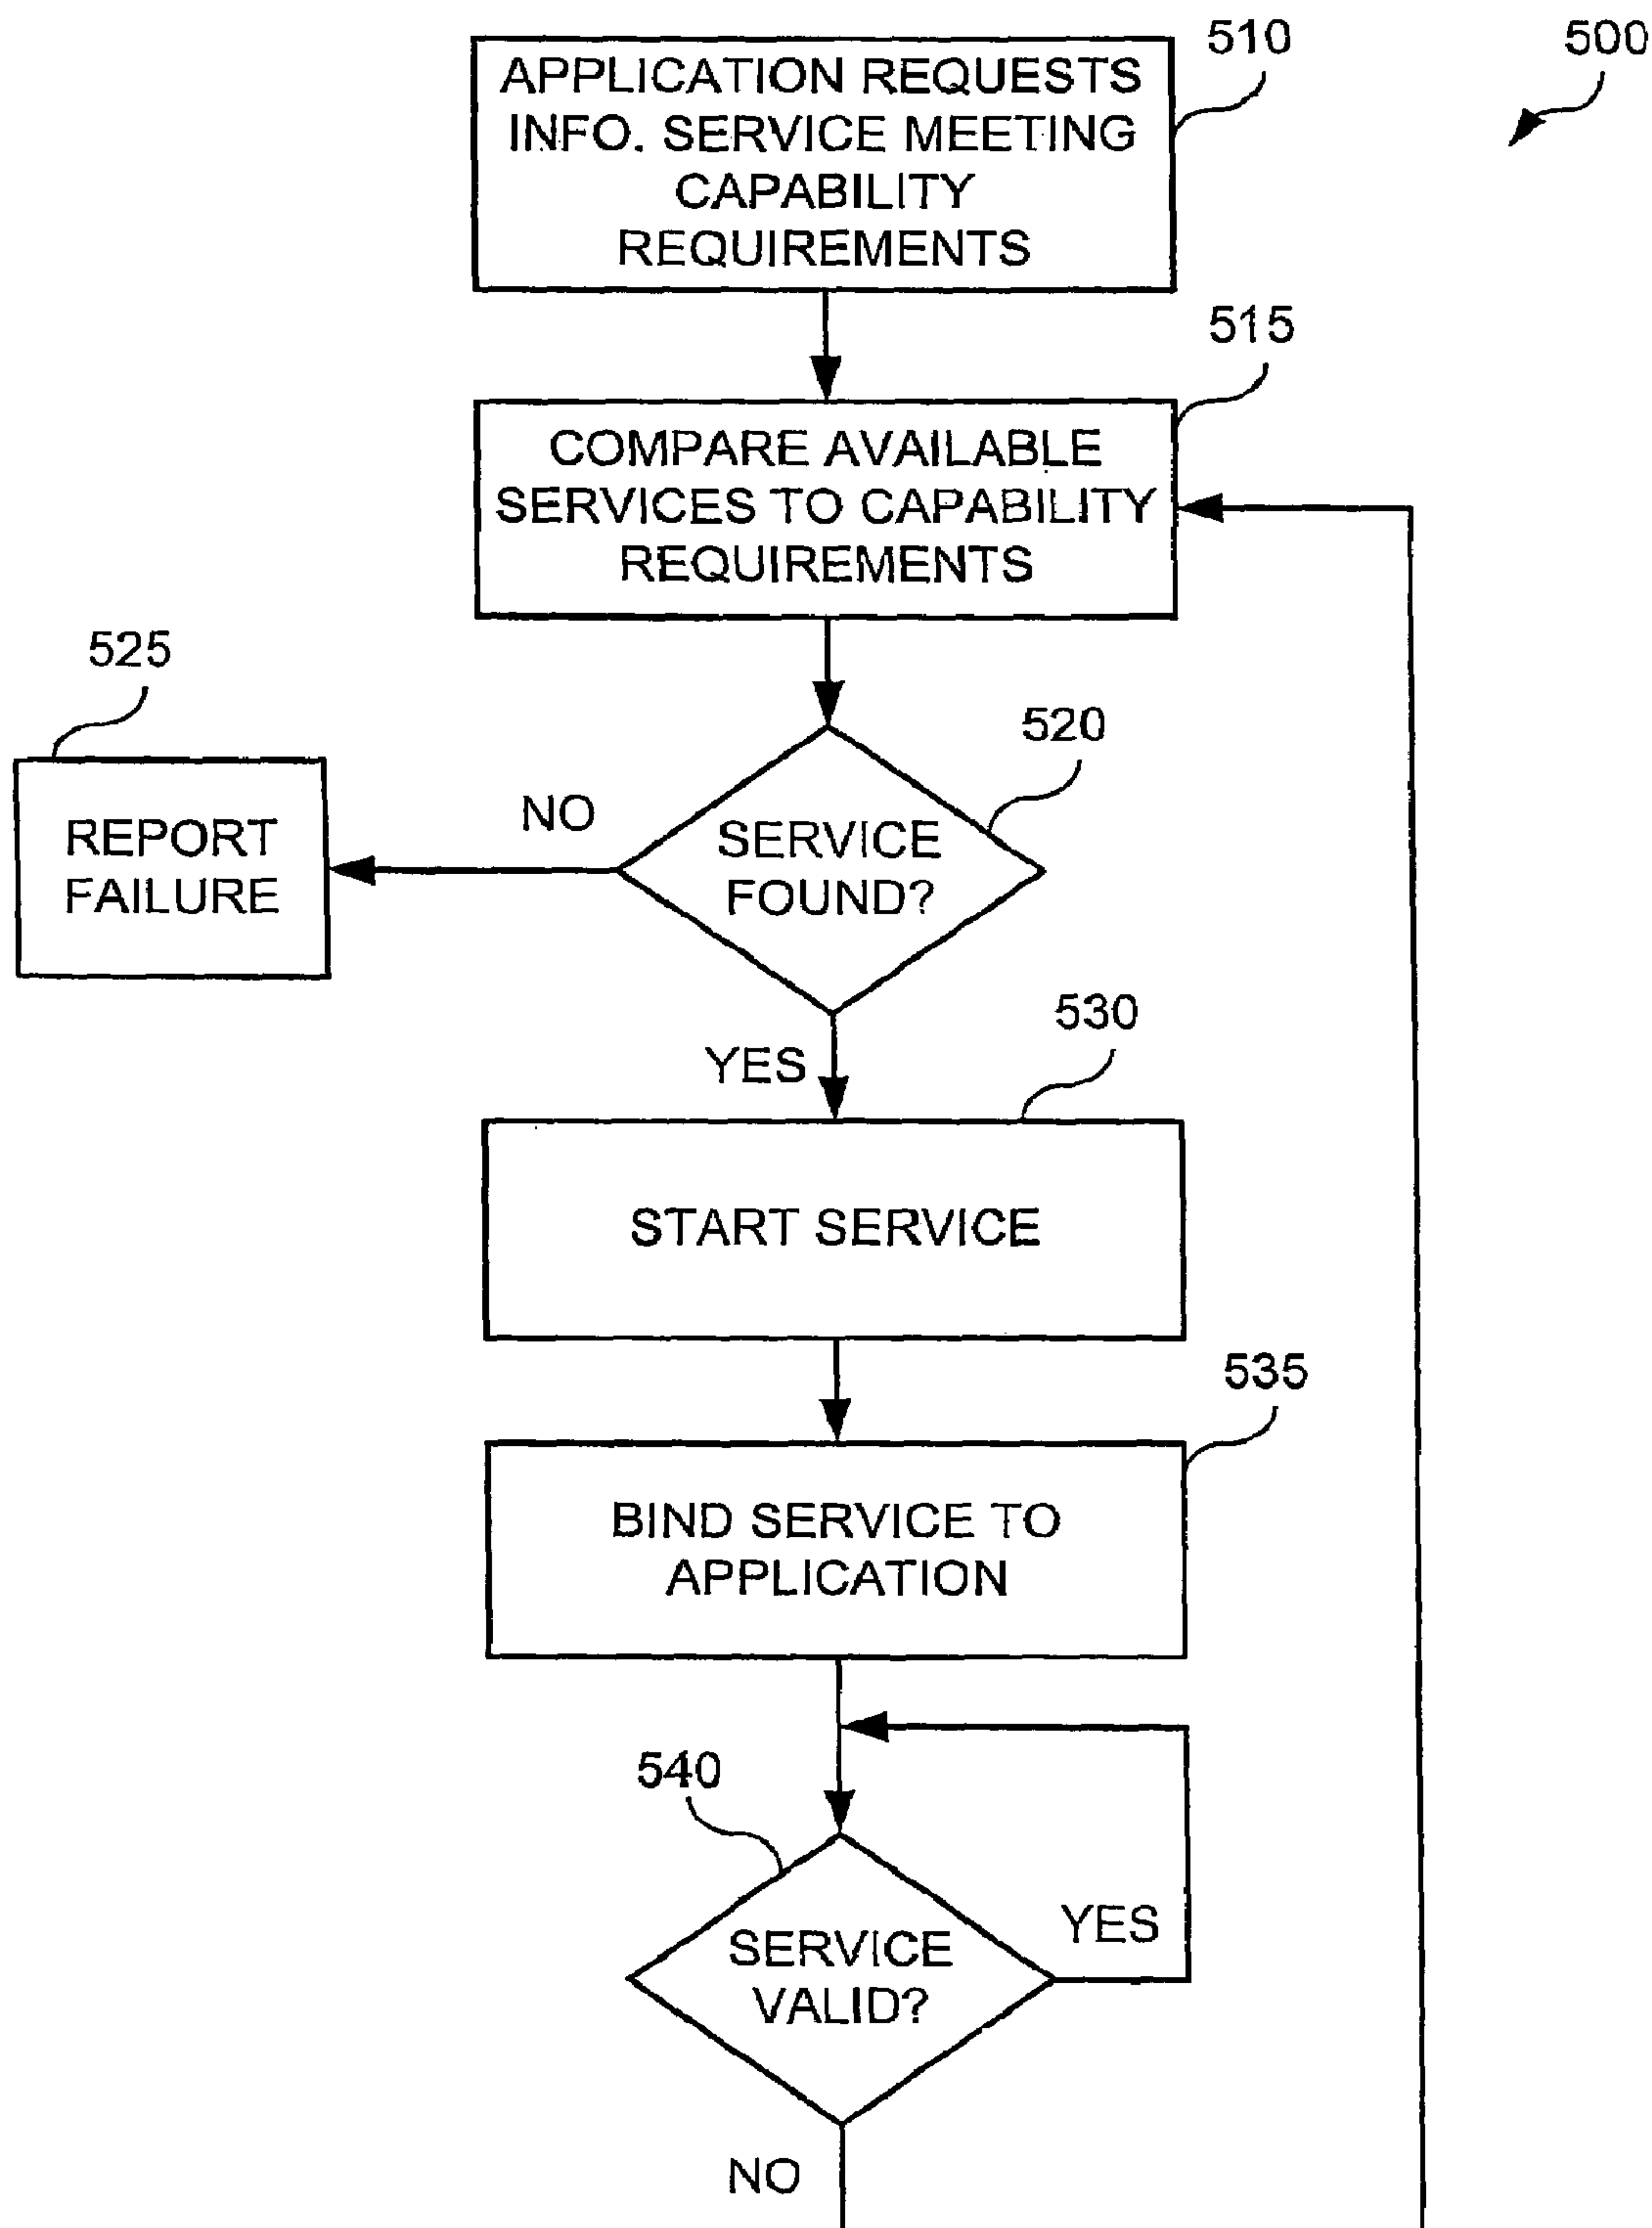 500
510
APPLICATION REQUESTS
INFO. SERVICE MEETING
CAPABILITY
REQUIREMENTS
515
COMPARE AVAILABLE
SERVICES TO CAPABILITY
REQUIREMENTS
520
SERVICE
FOUND?
NO
525
REPORT
FAILURE
YES
530
START SERVICE
535
BIND SERVICE TO
APPLICATION
540
SERVICE
VALID?
YES
NO